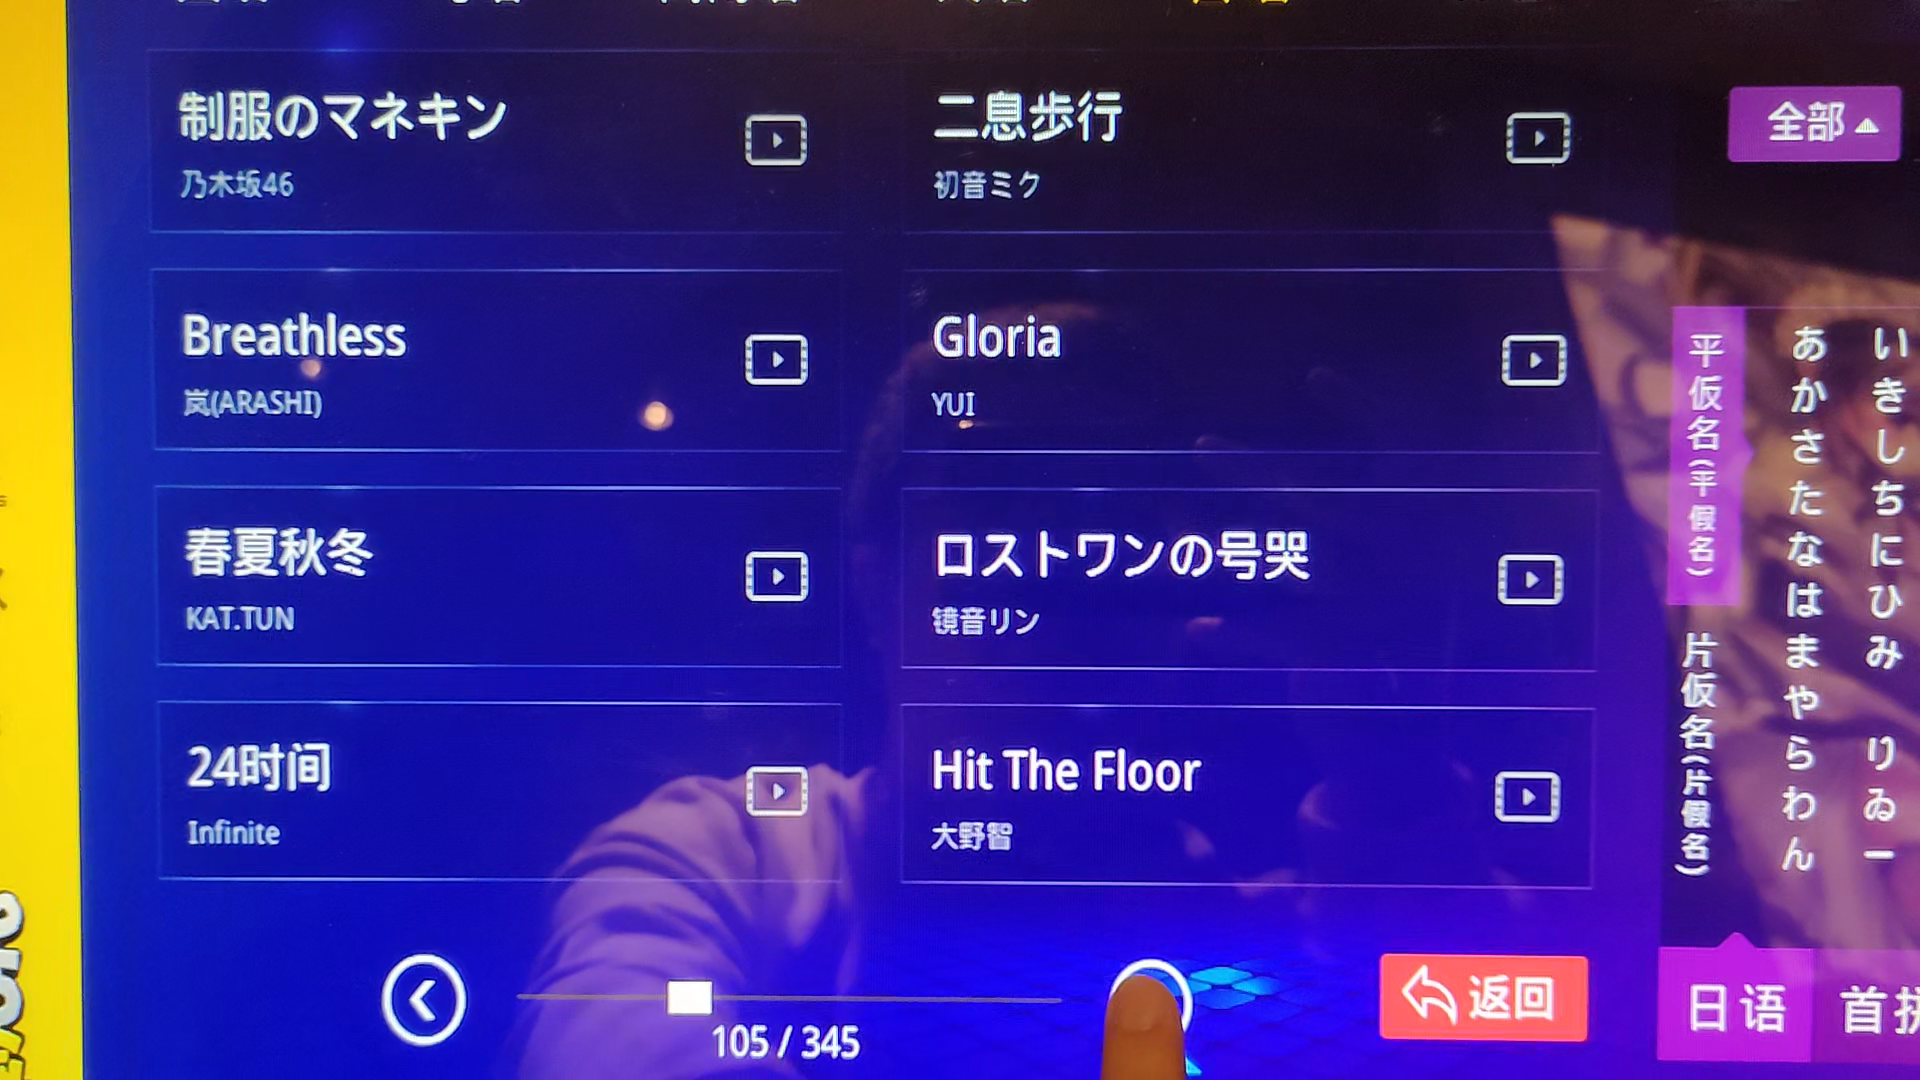 制服のマネキン
乃木坂46
二息歩行
初音ミク
全部
Breathless
岚(ARASHI)
Gloria
YUI
春夏秋冬
KAT.TUN
ロストワンの号哭
镜音リン
24时间
Infinite
Hit The Floor
大野智
平仮名(平假名)
片仮名(片假名)
あかさたなはまやらわん
いきしちにひみ りゐー
105 / 345
返回
日语